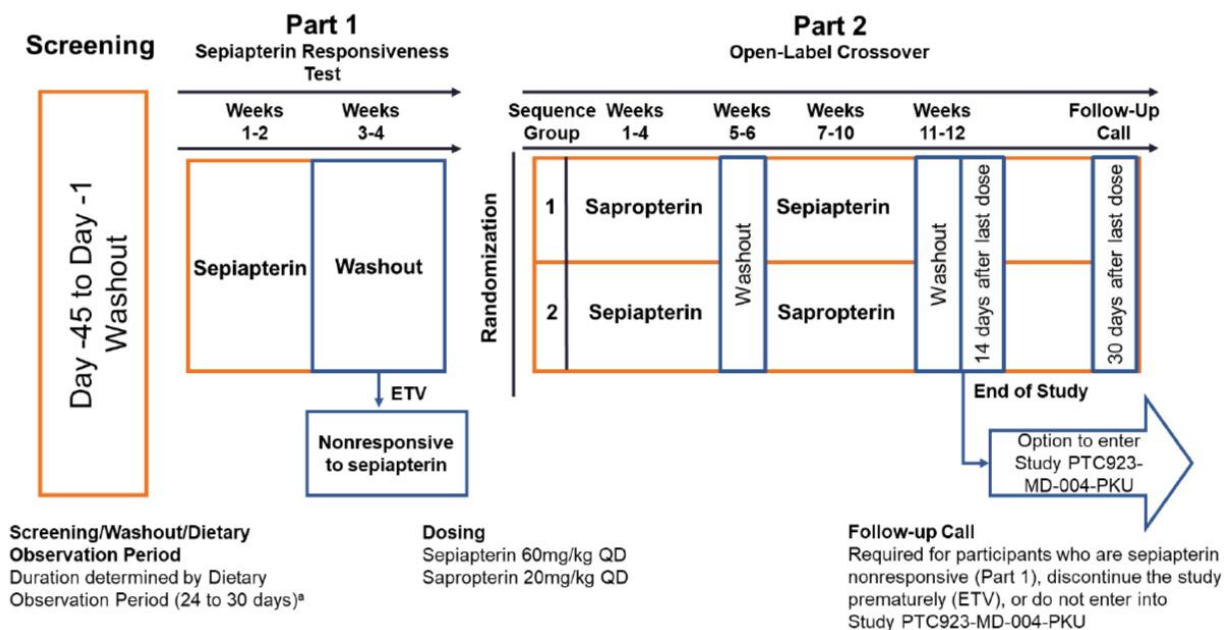 Screening
Day -45 to Day -1
Washout
Part 1
Sepiapterin Responsiveness
Test
Weeks
1-2
Weeks
3-4
Sepiapterin
Washout
ETV
Nonresponsive
to sepiapterin
Part 2
Open-Label Crossover
Randomization
Sequence
Group
Weeks
1-4
Weeks
5-6
Weeks
7-10
Weeks
11-12
Follow-Up
Call
1
Sapropterin
Washout
Sepiapterin
Washout
14 days after last dose
30 days after last dose
2
Sepiapterin
Sapropterin
End of Study
Option to enter
Study PTC923-
MD-004-PKU
Screening/Washout/Dietary
Observation Period
Duration determined by Dietary
Observation Period (24 to 30 days)ᵃ
Dosing
Sepiapterin 60mg/kg QD
Sapropterin 20mg/kg QD
Follow-up Call
Required for participants who are sepiapterin
nonresponsive (Part 1), discontinue the study
prematurely (ETV), or do not enter into
Study PTC923-MD-004-PKU